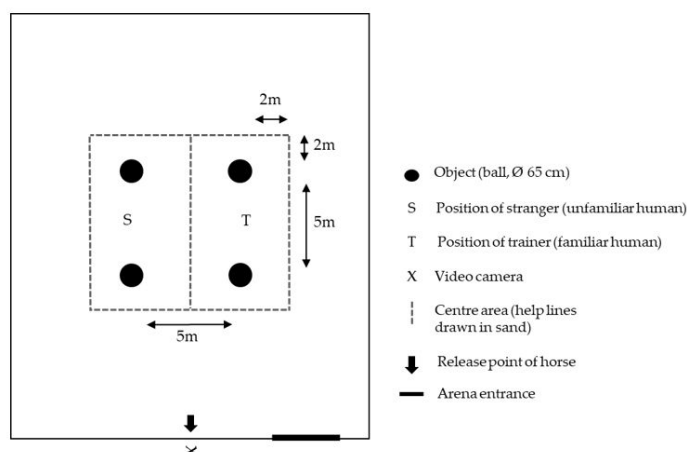 2m
2m
S
T
5m
5m
X
Object (ball, Ø 65 cm)
S Position of stranger (unfamiliar human)
T Position of trainer (familiar human)
X Video camera
Centre area (help lines
drawn in sand)
Release point of horse
Arena entrance